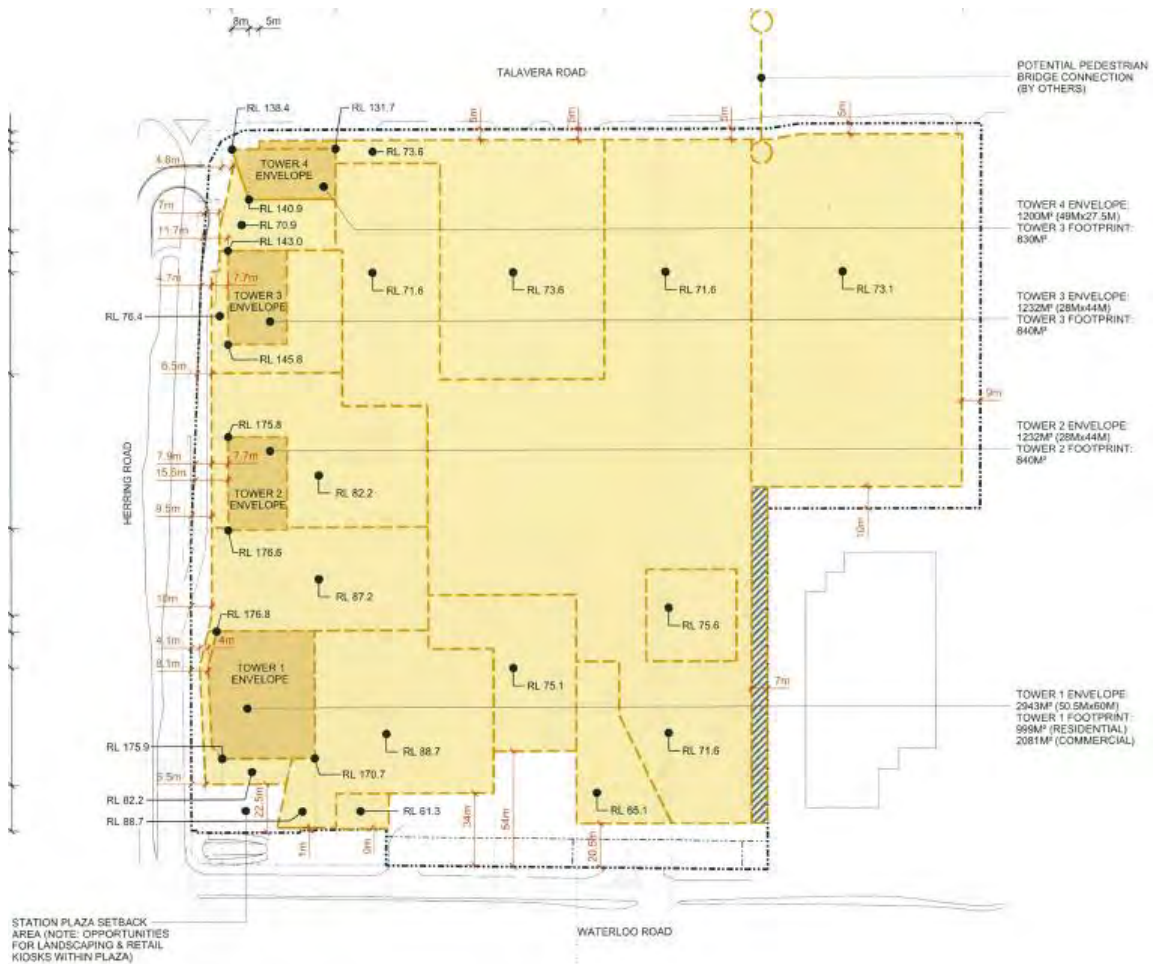 8m
5m
TALAVERA ROAD
POTENTIAL PEDESTRIAN
BRIDGE CONNECTION
(BY OTHERS)
RL 138.4
RL 131.7
5m
5m
5m
5m
4.8m
TOWER 4
ENVELOPE
RL 73.6
7m
RL 140.9
RL 70.9
11.7m
RL 143.0
TOWER 4 ENVELOPE:
1200M² (49Mx27.5M)
TOWER 3 FOOTPRINT:
830M²
4.7m
7.7m
RL 71.6
RL 73.6
RL 71.6
RL 73.1
TOWER 3
ENVELOPE
RL 76.4
TOWER 3 ENVELOPE:
1232M² (28Mx44M)
TOWER 3 FOOTPRINT:
840M²
RL 145.8
6.5m
9m
RL 175.8
TOWER 2 ENVELOPE:
1232M² (28Mx44M)
TOWER 2 FOOTPRINT:
840M²
7.9m
7.7m
15.6m
RL 82.2
TOWER 2
ENVELOPE
HERRING ROAD
9.5m
10m
RL 176.6
RL 87.2
RL 75.6
10m
RL 176.8
4.1m
4m
8.1m
TOWER 1
ENVELOPE
RL 75.1
7m
TOWER 1 ENVELOPE:
2943M² (50.5Mx60M)
TOWER 1 FOOTPRINT:
999M² (RESIDENTIAL)
2081M² (COMMERCIAL)
RL 88.7
RL 71.6
RL 175.9
RL 170.7
RL 82.2
22.5m
RL 88.7
RL 61.3
RL 65.1
34m
54m
1m
0m
20.5m
STATION PLAZA SETBACK
AREA (NOTE: OPPORTUNITIES
FOR LANDSCAPING & RETAIL
KIOSKS WITHIN PLAZA)
WATERLOO ROAD